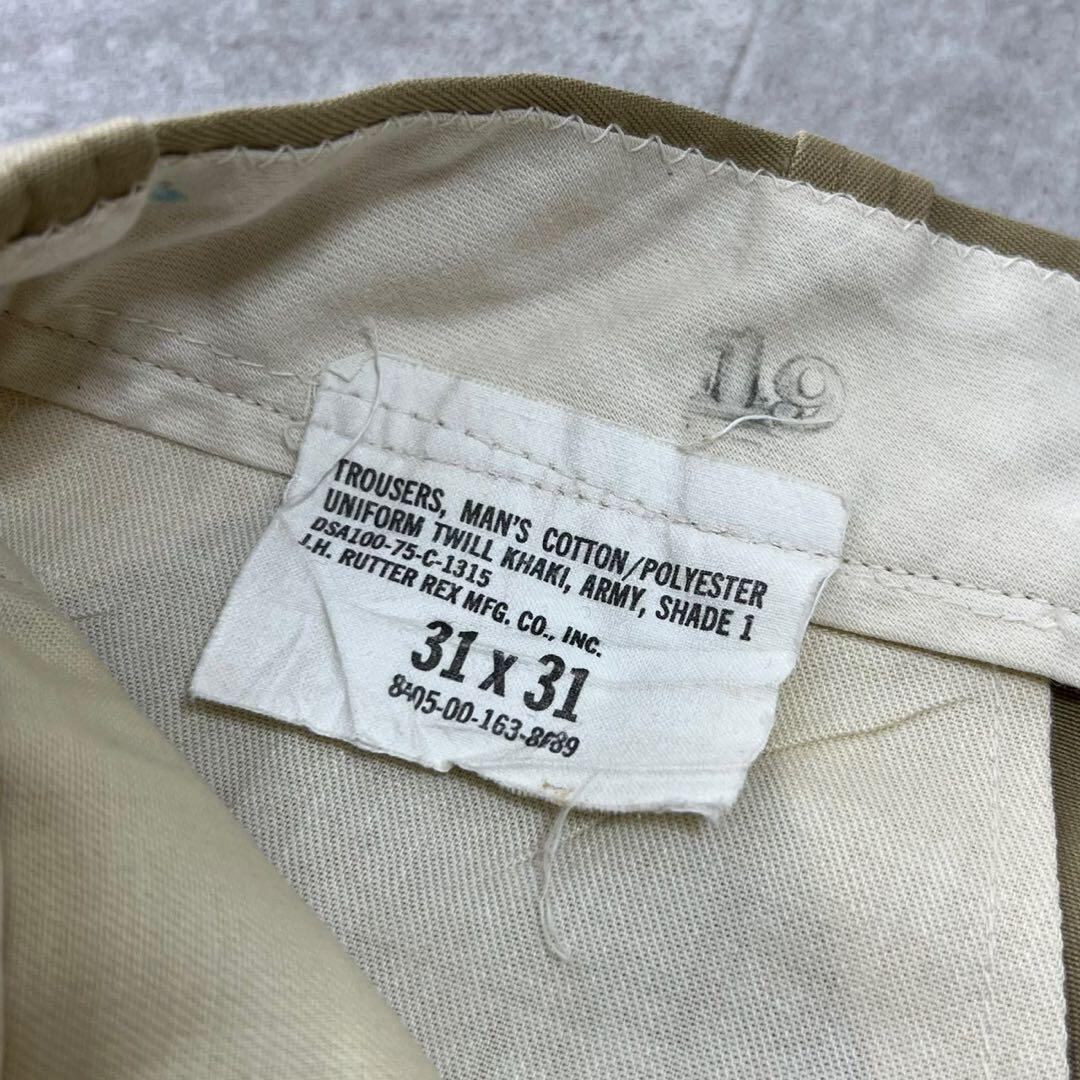 119
TROUSERS, MAN'S COTTON/POLYESTER
UNIFORM TWILL KHAKI, ARMY, SHADE 1
DSA100-75-C-1315
J.H. RUTTER REX MFG. CO., INC.
31 X 31